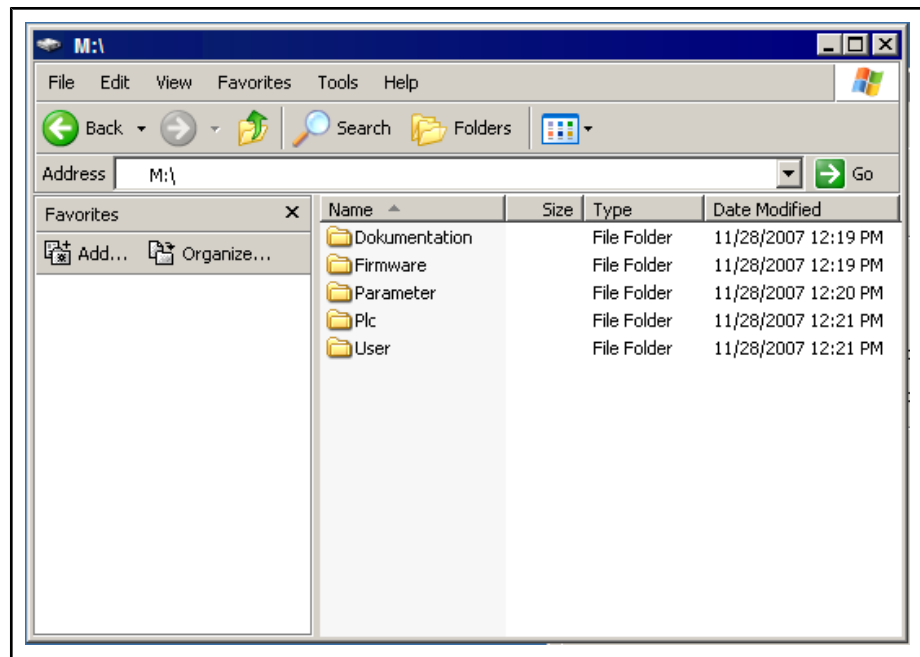 M:\
File Edit View Favorites Tools Help
Back Search Folders
Address M:\ Go
Favorites x Name Size Type Date Modified
Add... Organize... Dokumentation File Folder 11/28/2007 12:19 PM
Firmware File Folder 11/28/2007 12:19 PM
Parameter File Folder 11/28/2007 12:20 PM
Plc File Folder 11/28/2007 12:21 PM
User File Folder 11/28/2007 12:21 PM